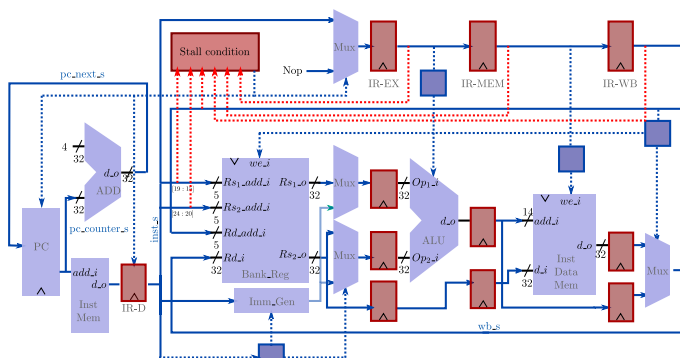 Stall condition
Mux
Nop
IR-EX
IR-MEM
IR-WB
pc_next_s
4
32
32
d_o
ADD
32
pc_counter_s
PC
add_i
d_o
Inst
Mem
IR-D
inst_s
[19 : 15]
[24 : 20]
we_i
Rs1_add_i
Rs1_o
5
32
Rs2_add_i
5
Rd_add_i
5
Rd_i
Rs2_o
32
32
Bank_Reg
Imm_Gen
Mux
Mux
Op1_i
32
Op2_i
32
d_o
ALU
we_i
14
add_i
d_o
32
d_i
32
Inst
Data
Mem
Mux
wb_s